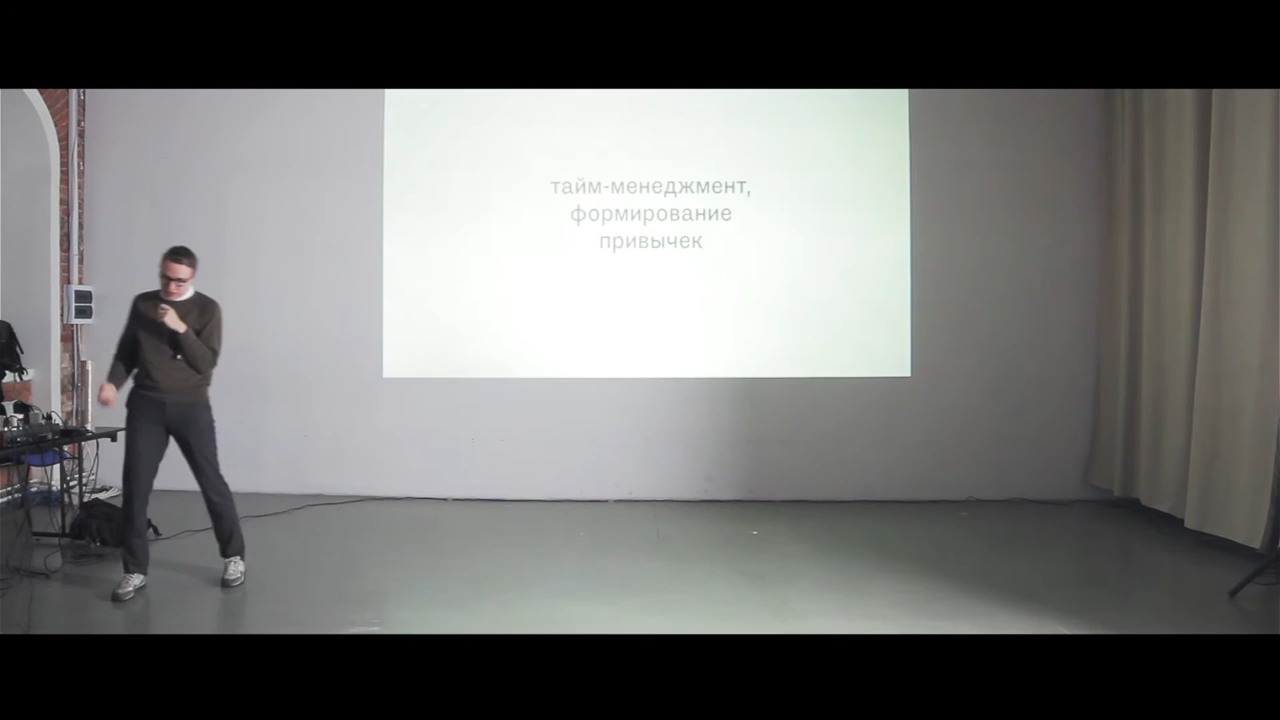 тайм-менеджмент,
формирование
привычек